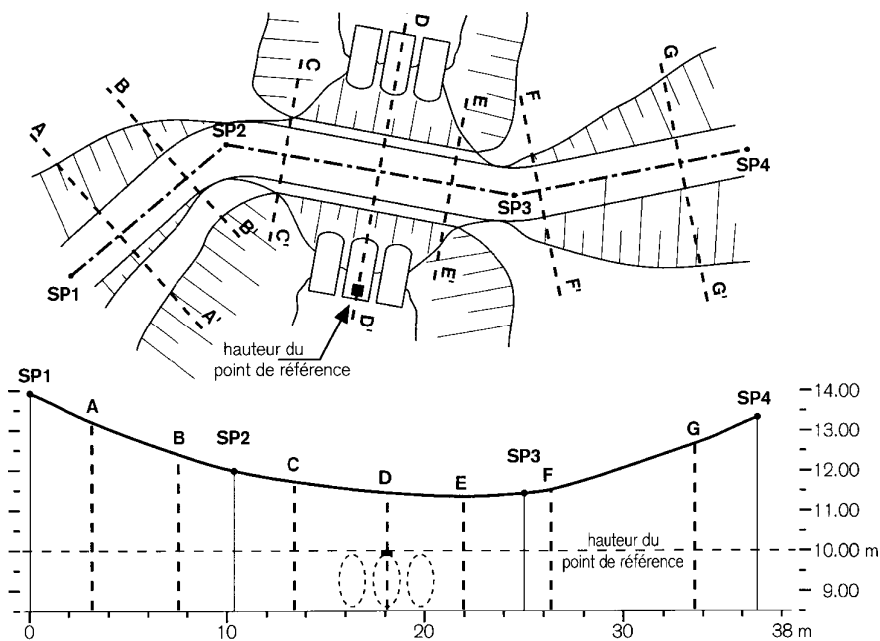 D
C
B
A
SP2
E
F
G
SP4
SP3
SP1
B'
C'
A'
E'
F'
G'
D'
hauteur du
point de référence
SP1
A
B
SP2
C
D
E
SP3
F
G
SP4
14.00
13.00
12.00
11.00
hauteur du
point de référence
10.00 m
9.00
0 10 20 30 38 m